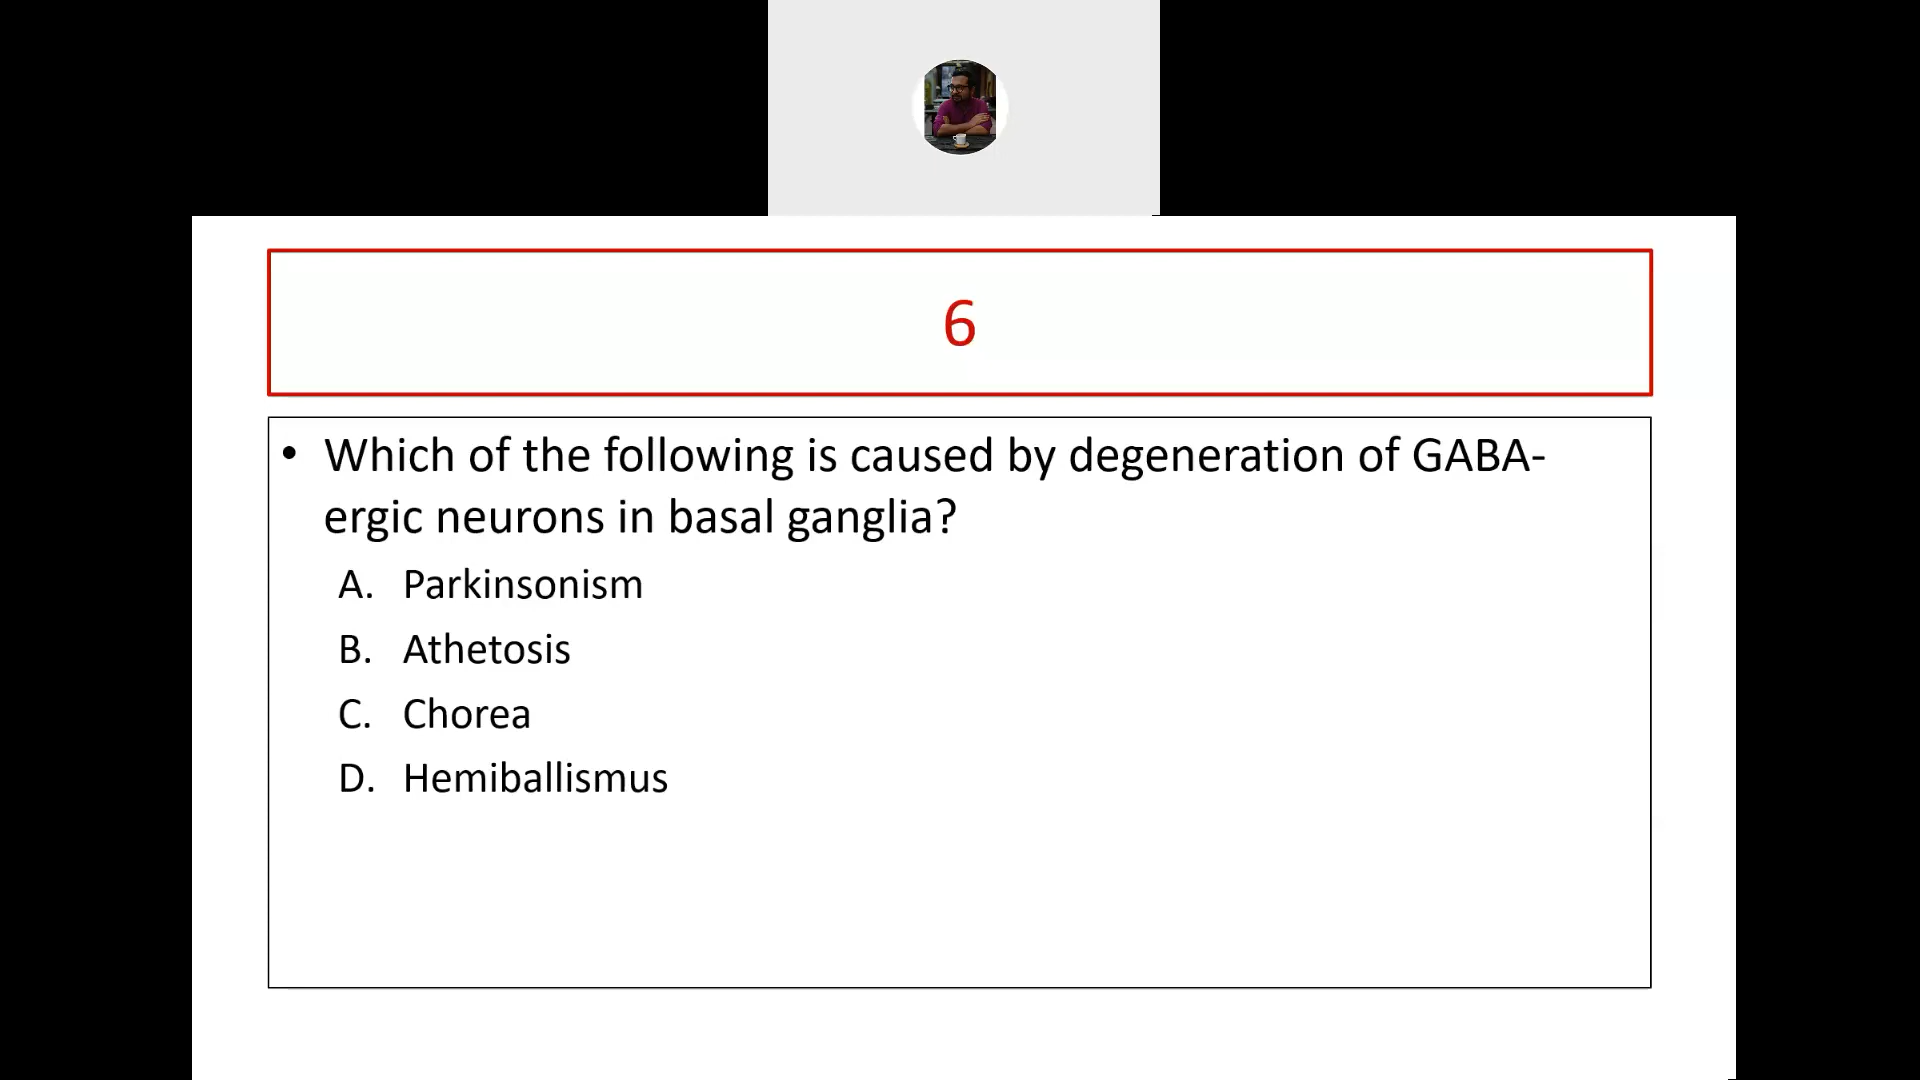 6
• Which of the following is caused by degeneration of GABA-
ergic neurons in basal ganglia?
A. Parkinsonism
B. Athetosis
C. Chorea
D. Hemiballismus